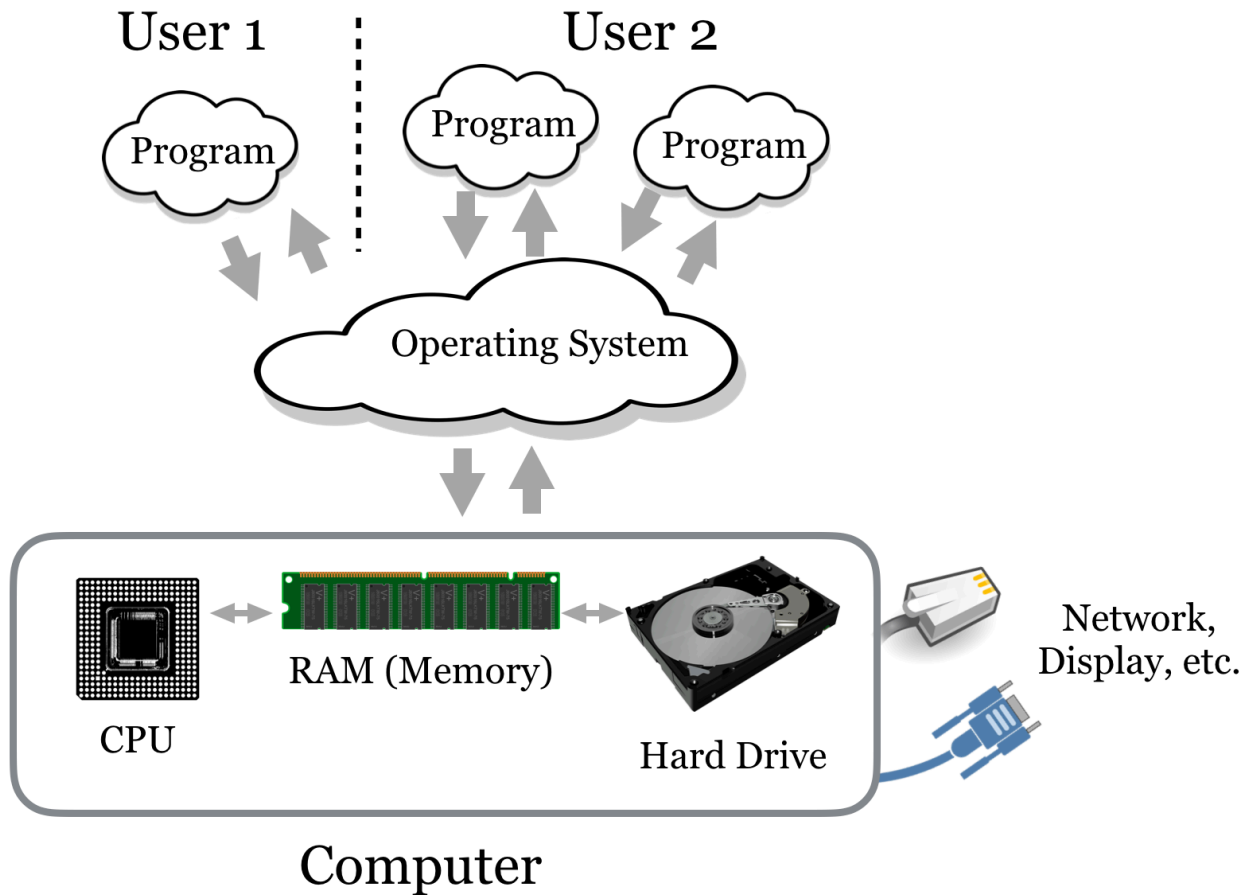 User 1
User 2
Program
Program
Program
Operating System
RAM (Memory)
CPU
Hard Drive
Network,
Display, etc.
Computer